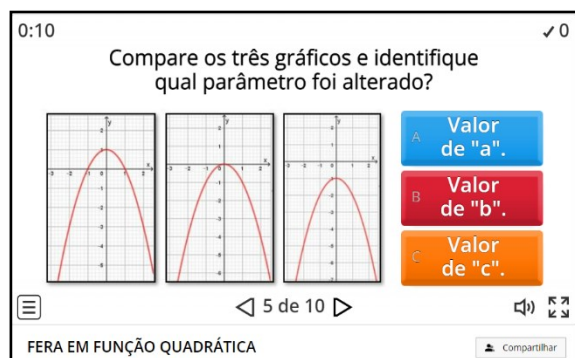 0:10
✓ 0
Compare os três gráficos e identifique
qual parâmetro foi alterado?
A Valor
de "a".
B Valor
de "b".
C Valor
de "c".
5 de 10
FERA EM FUNÇÃO QUADRÁTICA
Compartilhar